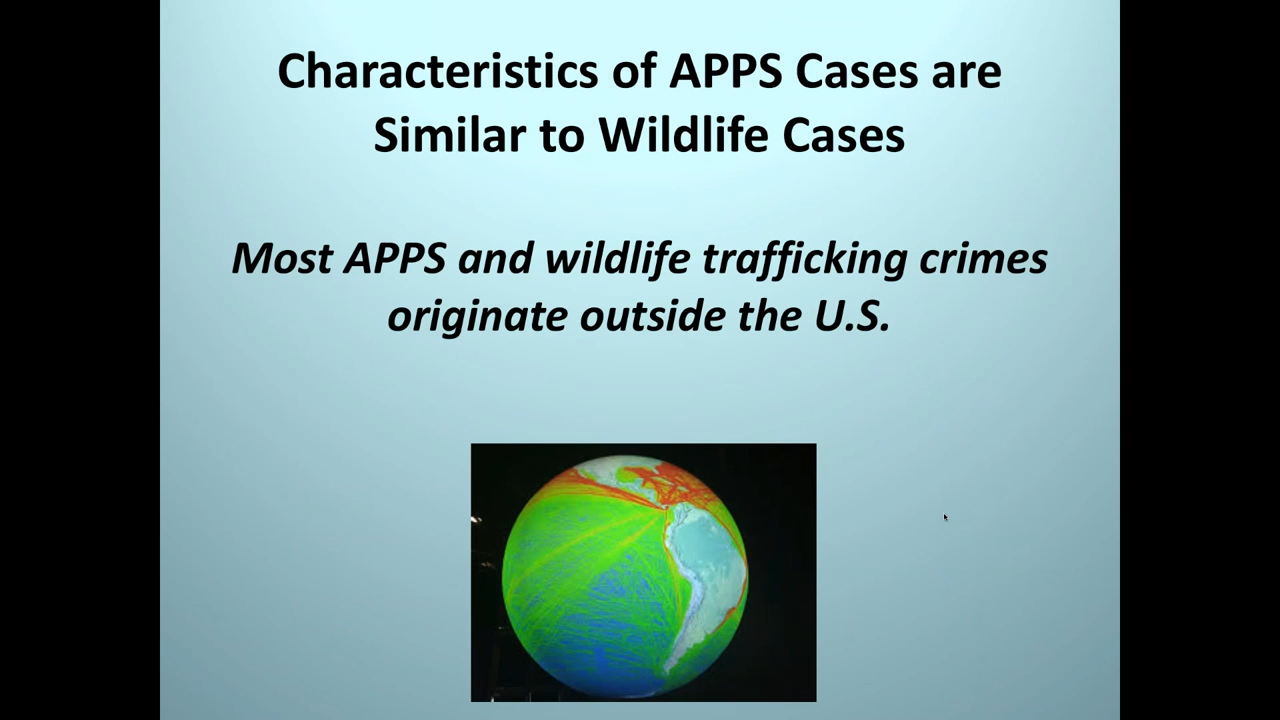 Characteristics of APPS Cases are
Similar to Wildlife Cases
Most APPS and wildlife trafficking crimes
originate outside the U.S.